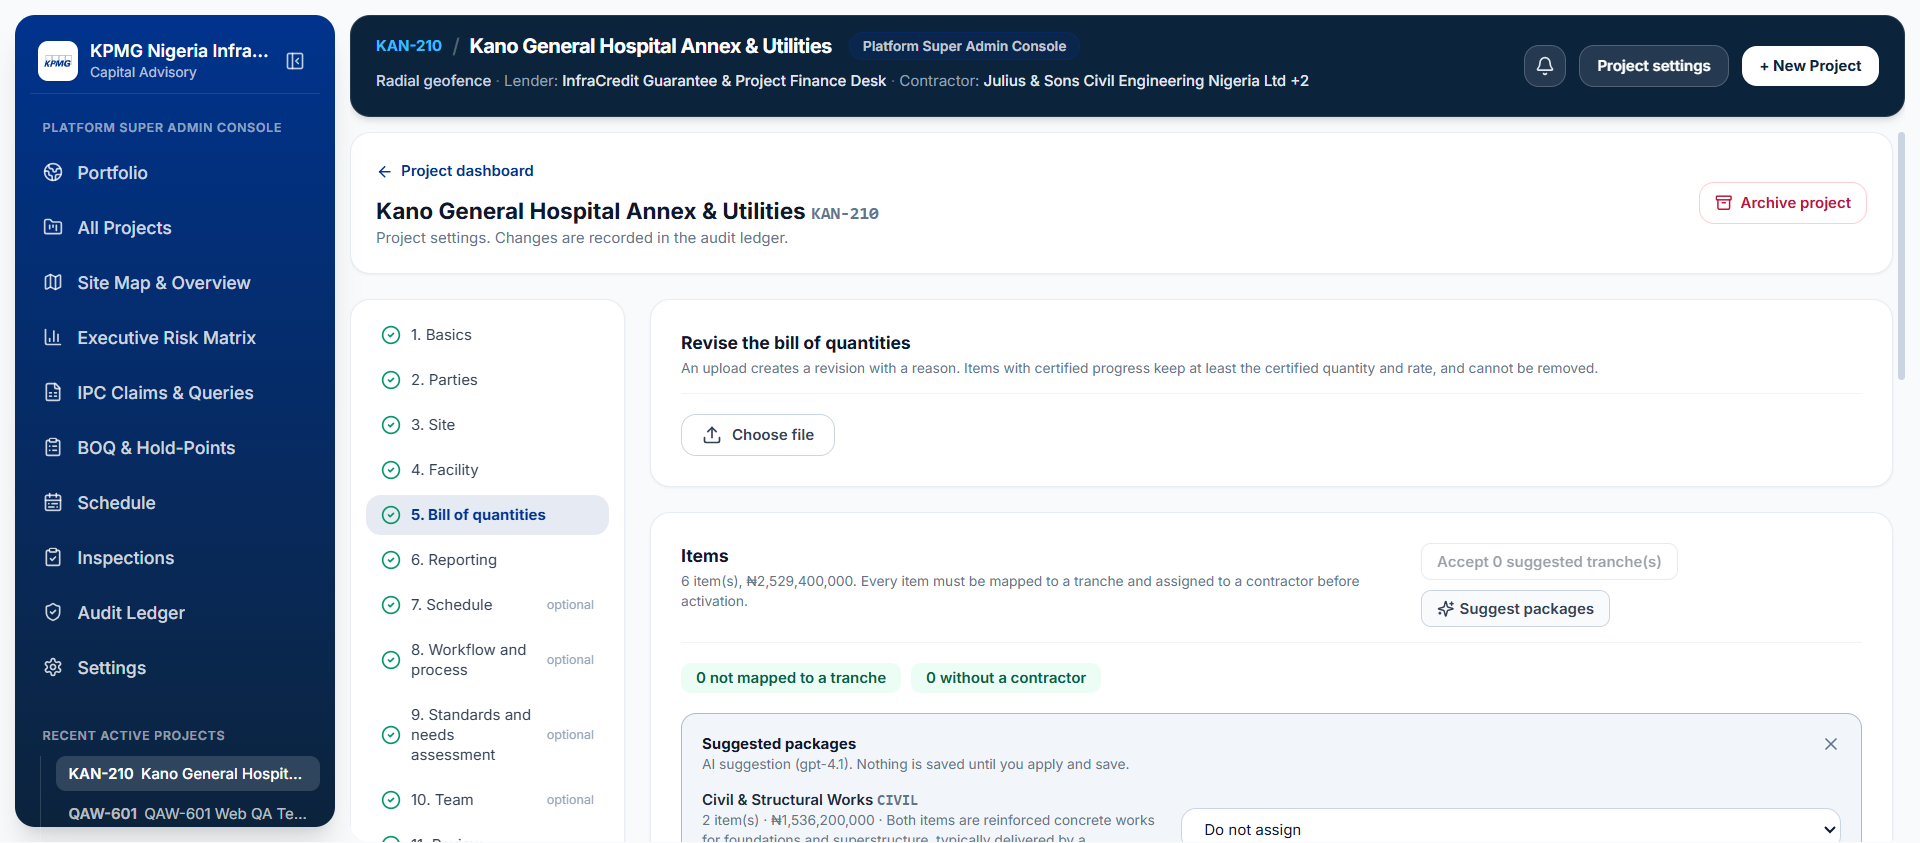 KPMG
KPMG Nigeria Infra...
Capital Advisory
PLATFORM SUPER ADMIN CONSOLE
Portfolio
All Projects
Site Map & Overview
Executive Risk Matrix
IPC Claims & Queries
BOQ & Hold-Points
Schedule
Inspections
Audit Ledger
Settings
RECENT ACTIVE PROJECTS
KAN-210 Kano General Hospit...
QAW-601 QAW-601 Web QA Te...
KAN-210 / Kano General Hospital Annex & Utilities Platform Super Admin Console
Radial geofence · Lender: InfraCredit Guarantee & Project Finance Desk · Contractor: Julius & Sons Civil Engineering Nigeria Ltd +2
Project settings
+ New Project
Project dashboard
Kano General Hospital Annex & Utilities KAN-210
Project settings. Changes are recorded in the audit ledger.
Archive project
1. Basics
2. Parties
3. Site
4. Facility
5. Bill of quantities
6. Reporting
7. Schedule optional
8. Workflow and
process
optional
9. Standards and
needs
assessment
optional
10. Team optional
Revise the bill of quantities
An upload creates a revision with a reason. Items with certified progress keep at least the certified quantity and rate, and cannot be removed.
Choose file
Items
6 item(s), ₦2,529,400,000. Every item must be mapped to a tranche and assigned to a contractor before
activation.
Accept 0 suggested tranche(s)
Suggest packages
0 not mapped to a tranche
0 without a contractor
Suggested packages
AI suggestion (gpt-4.1). Nothing is saved until you apply and save.
Civil & Structural Works CIVIL
2 item(s) · ₦1,536,200,000 · Both items are reinforced concrete works
for foundations and superstructure, typically delivered by a
Do not assign